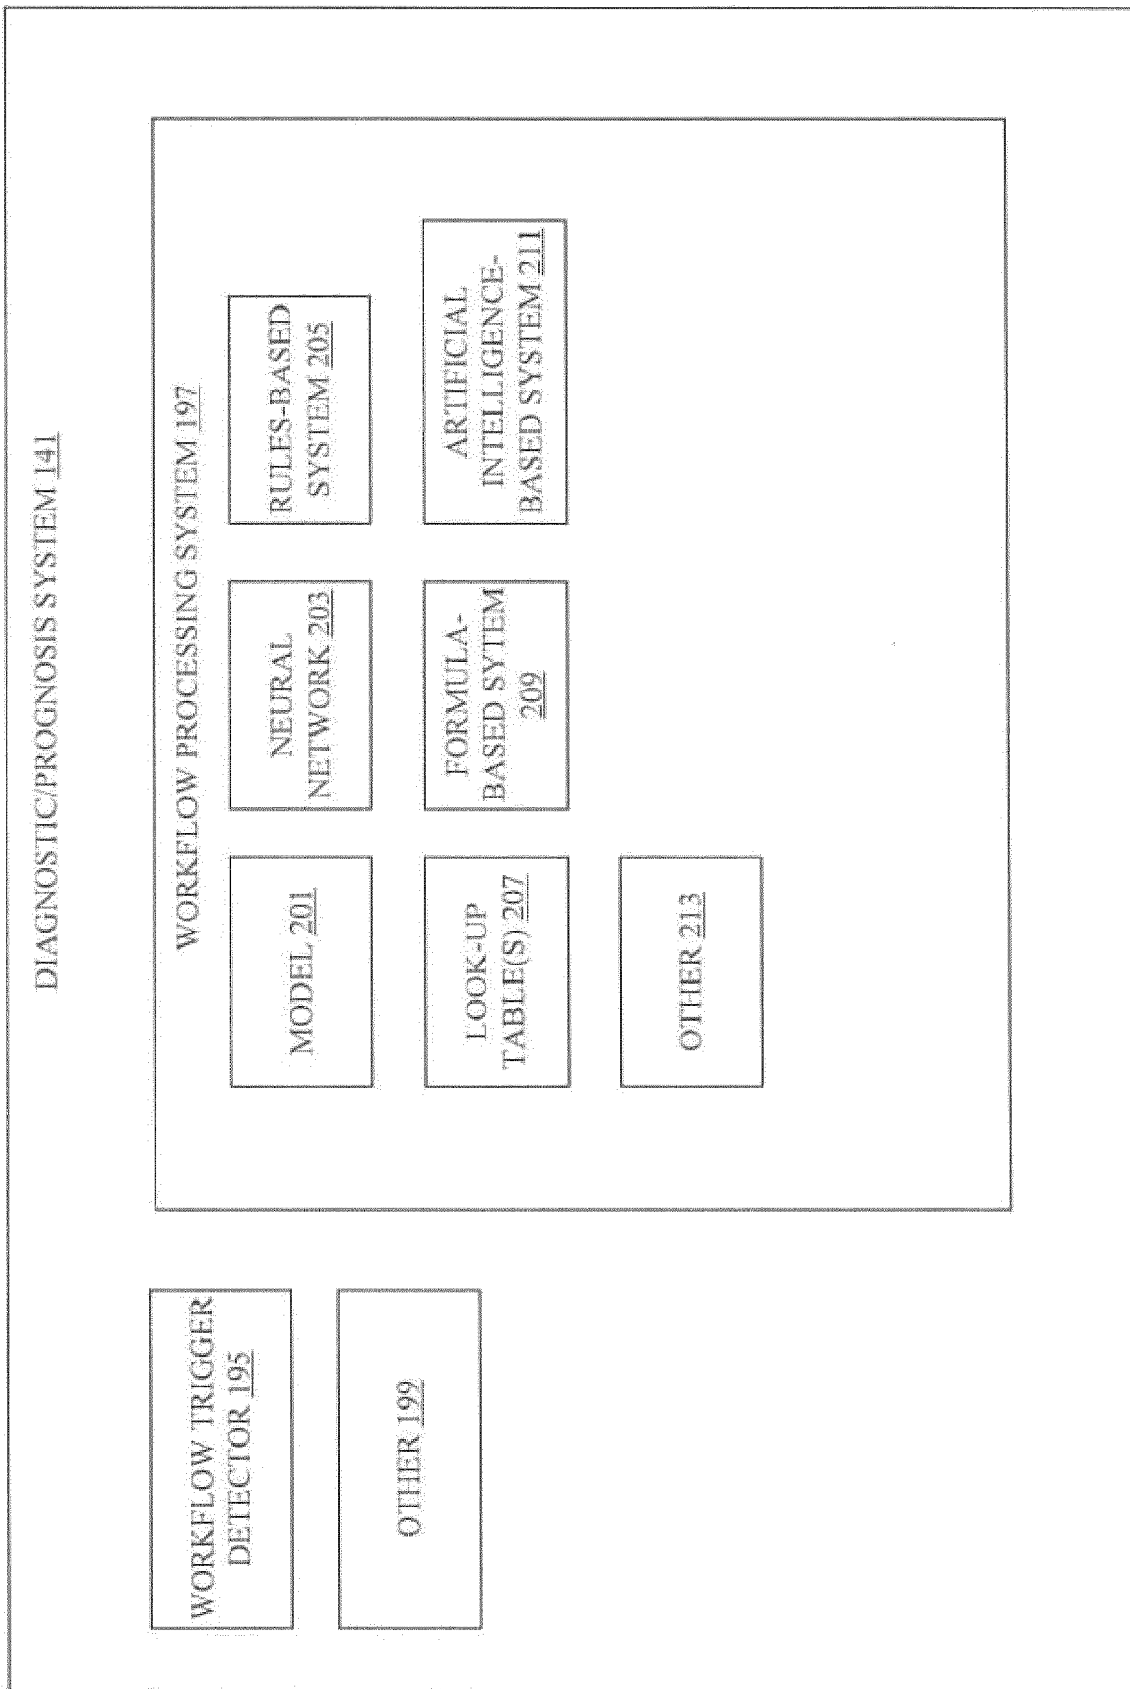 DIAGNOSTIC/PROGNOSIS SYSTEM 141
WORKFLOW TRIGGER
DETECTOR 195
OTHER 199
WORKFLOW PROCESSING SYSTEM 197
MODEL 201
NEURAL
NETWORK 203
RULES-BASED
SYSTEM 205
LOOK-UP
TABLE(S) 207
FORMULA-
BASED SYTEM
209
ARTIFICIAL
INTELLIGENCE-
BASED SYSTEM 211
OTHER 213